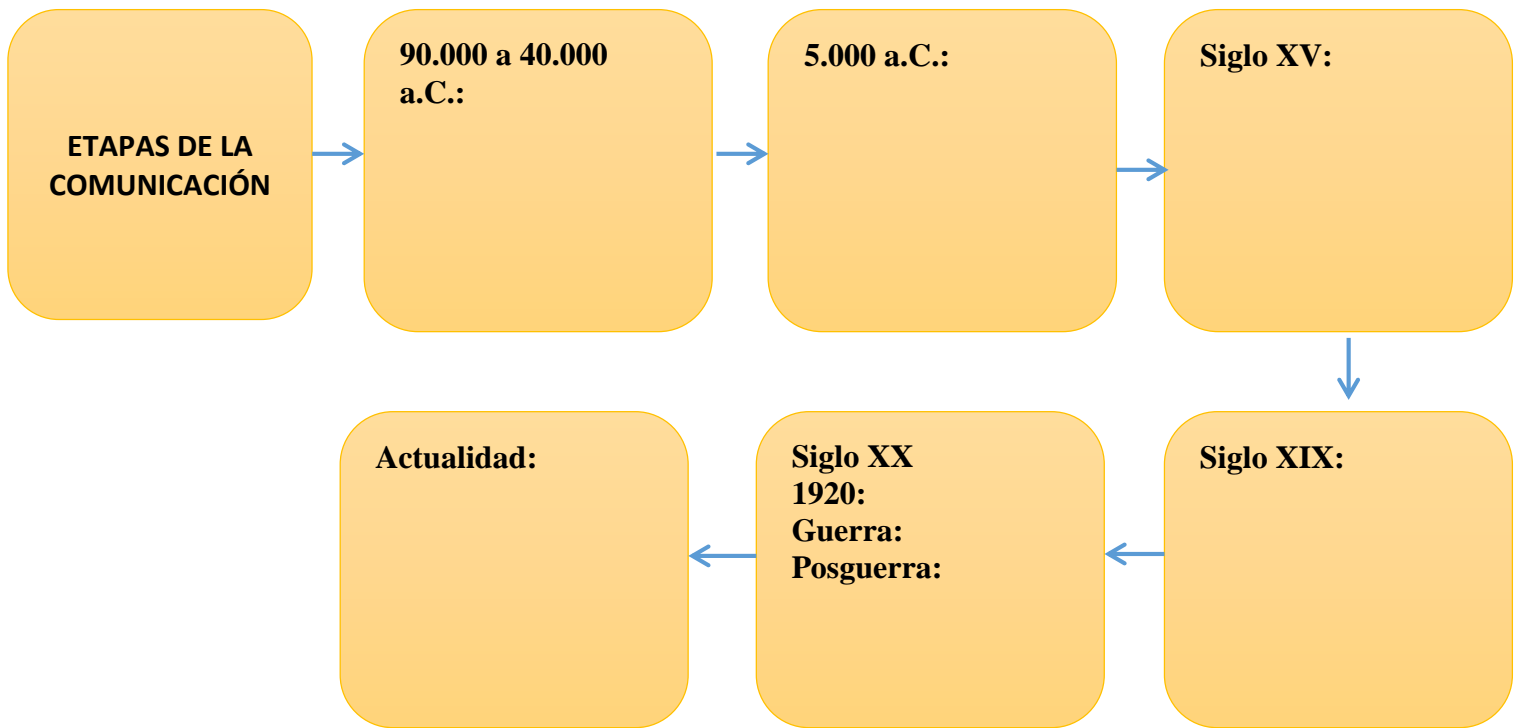 ETAPAS DE LA
COMUNICACIÓN
90.000 a 40.000
a.C.:
5.000 a.C.:
Siglo XV:
Siglo XIX:
Siglo XX
1920:
Guerra:
Posguerra:
Actualidad: